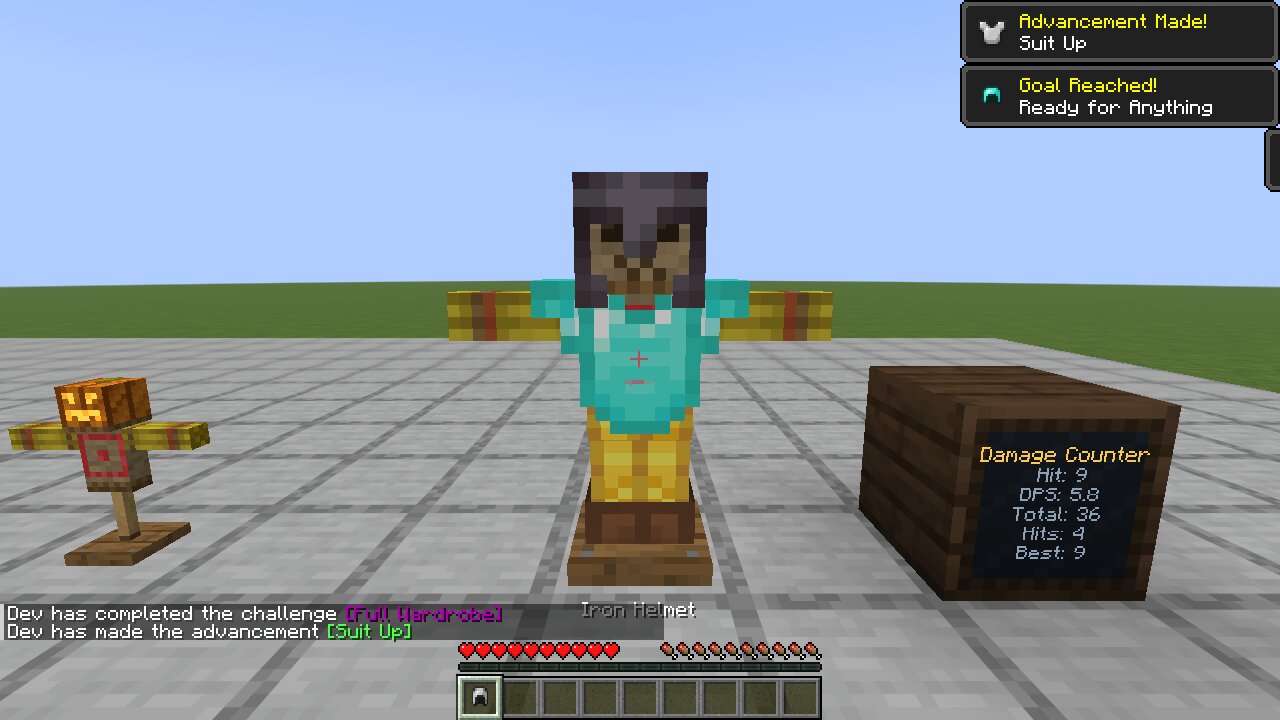 Advancement Made!
Suit Up
Goal Reached!
Ready for Anything
Damage Counter
Hit: 9
DPS: 5.8
Total: 36
Hits: 4
Best: 9
Dev has completed the challenge [Full Wardrobe]
Dev has made the advancement [Suit Up]
Iron Helmet